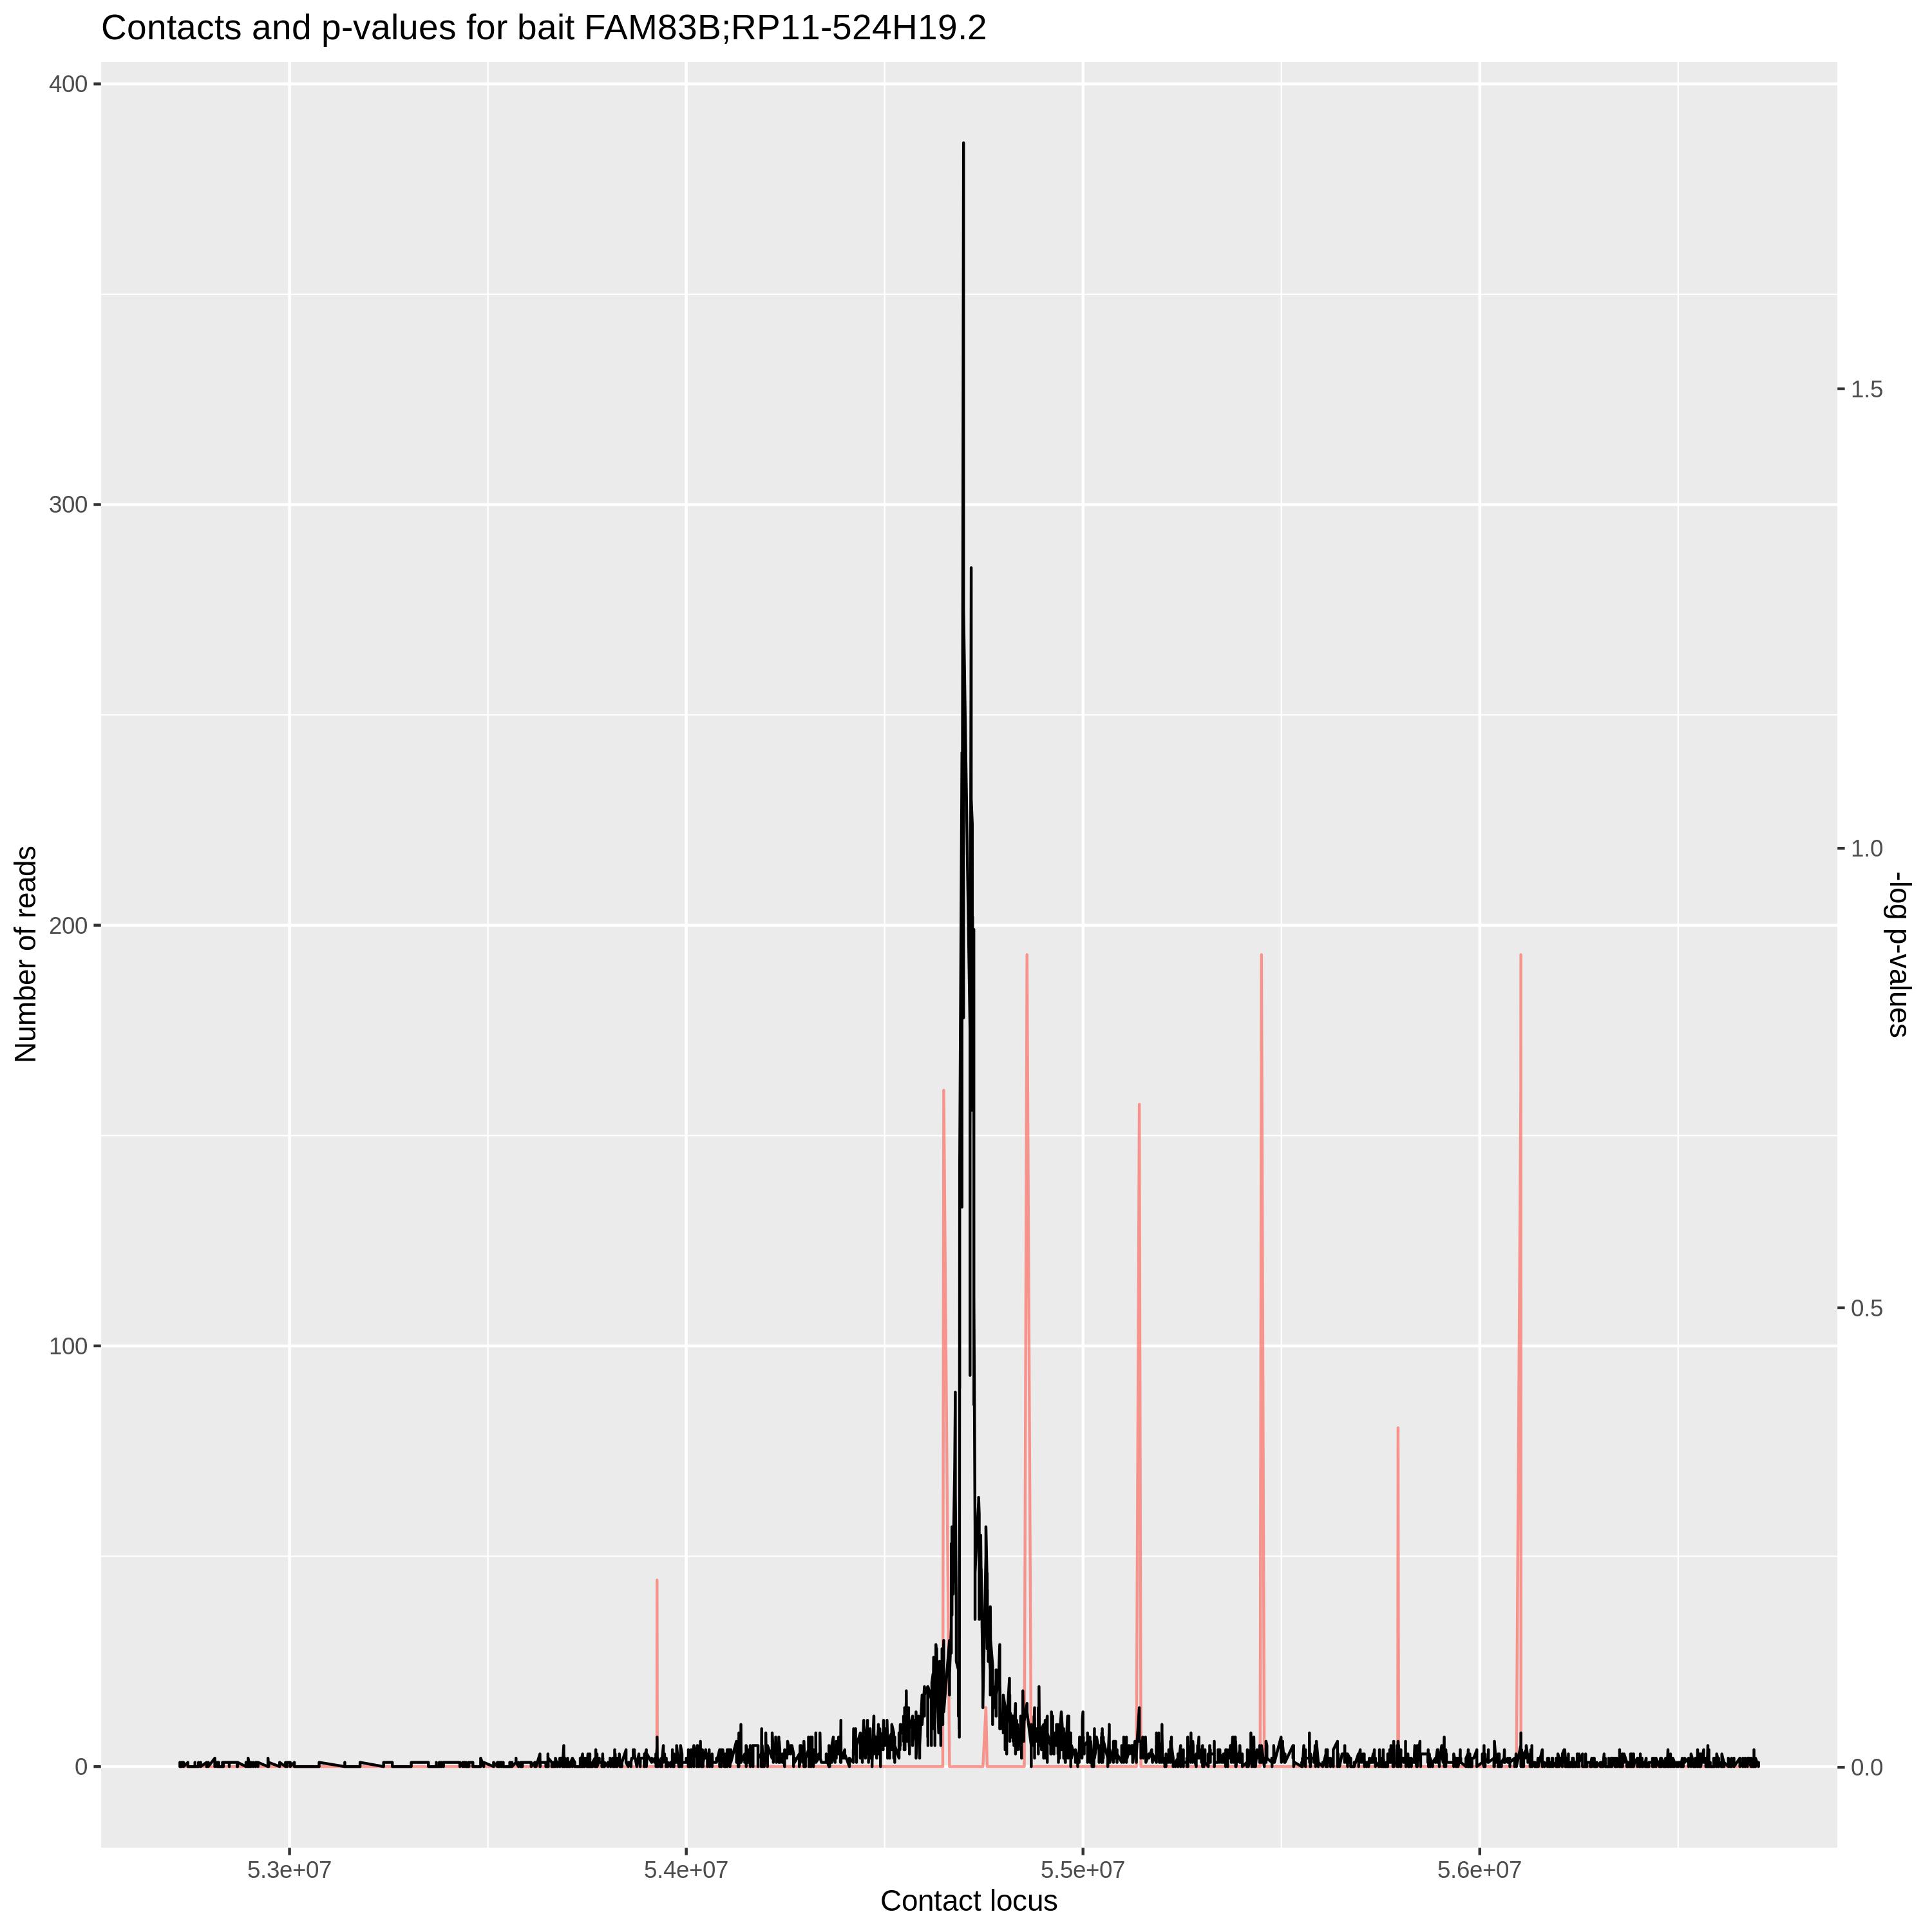 Contacts and p-values for bait FAM83B;RP11-524H19.2
400
300
200
100
0
Number of reads
1.5
1.0
0.5
0.0
-log p-values
5.3e+07
5.4e+07
5.5e+07
5.6e+07
Contact locus